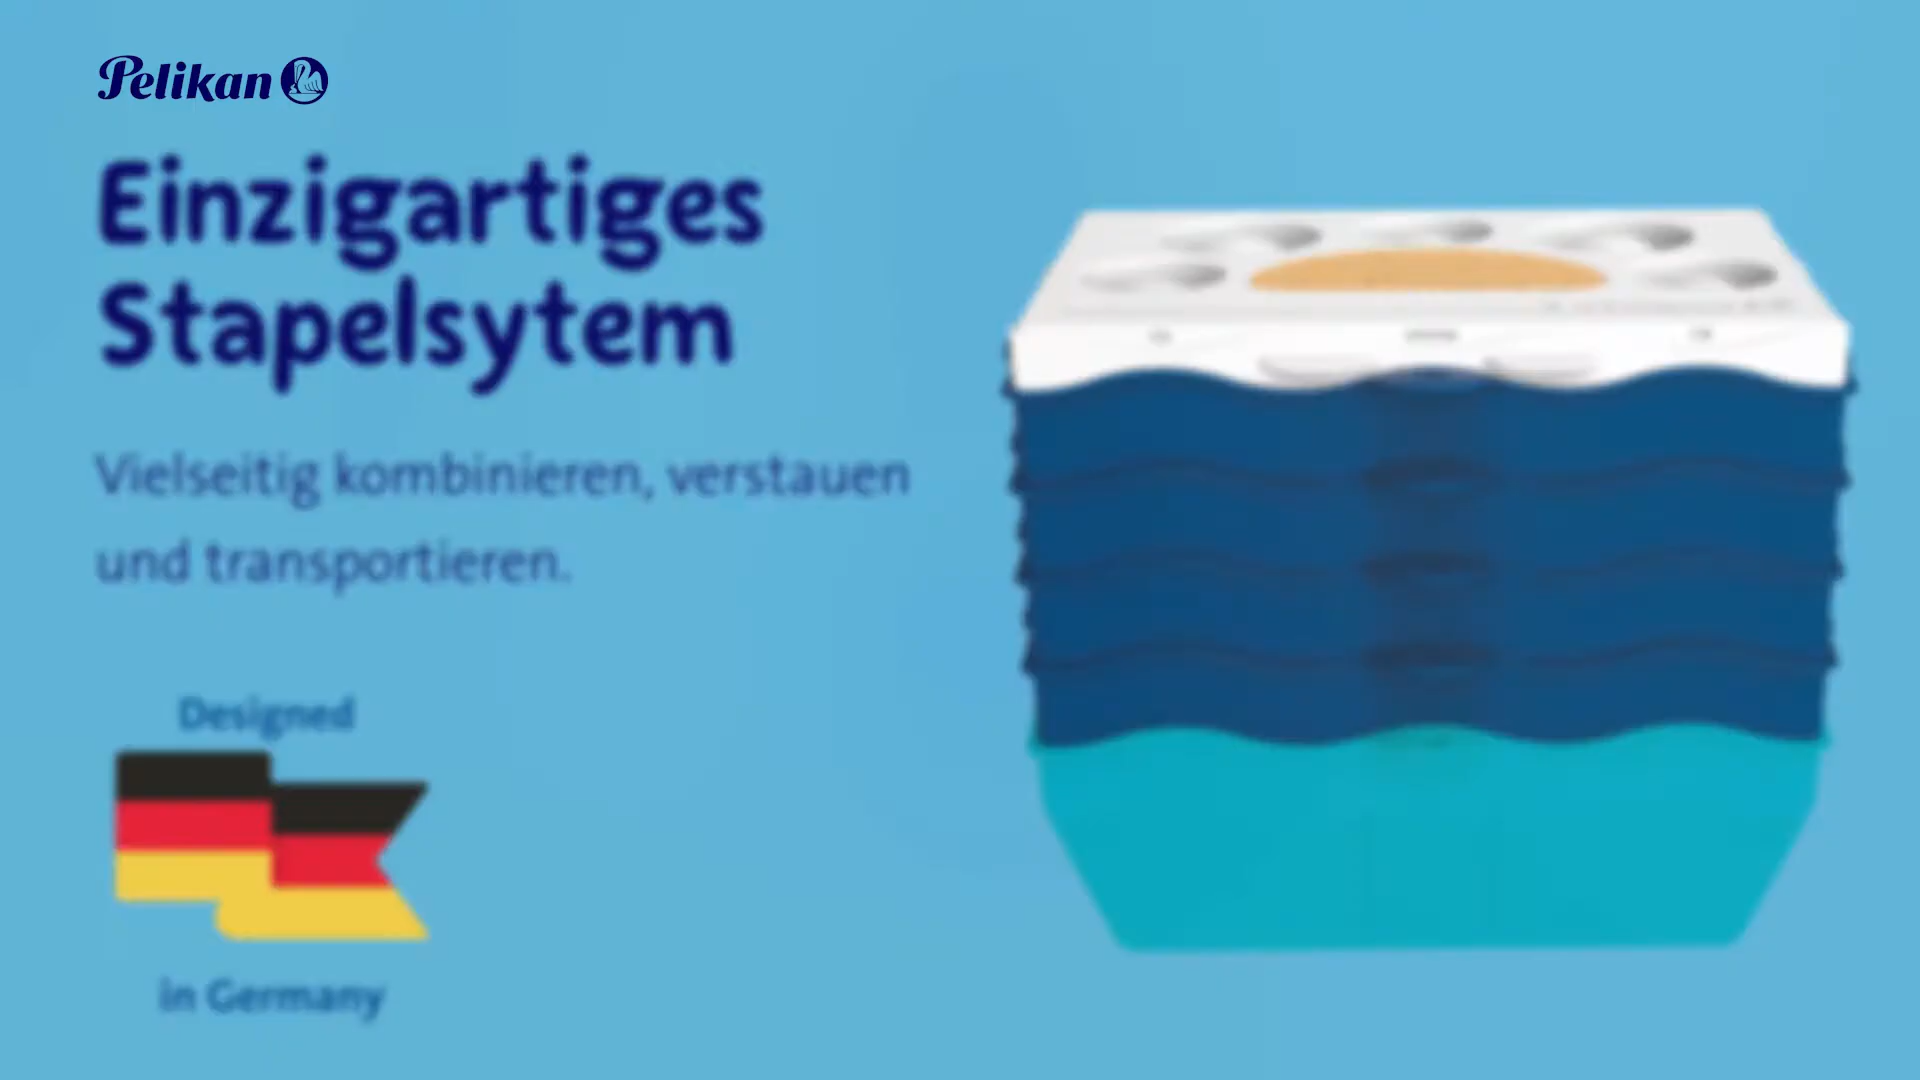 Pelikan
Einzigartiges
Stapelsytem
Vielseitig kombinieren, verstauen
und transportieren.
Designed
in Germany